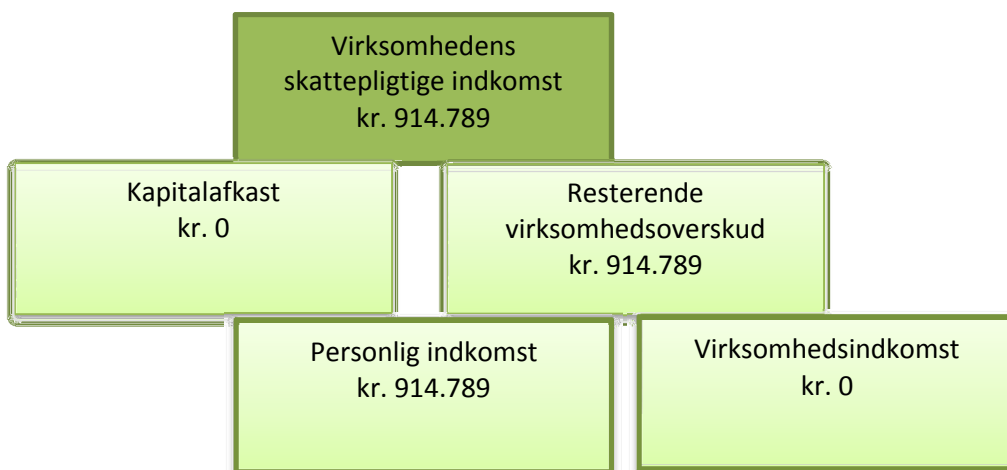 Virksomhedens
skattepligtige indkomst
kr. 914.789
Kapitalafkast
kr. 0
Resterende
virksomhedsoverskud
kr. 914.789
Personlig indkomst
kr. 914.789
Virksomhedsindkomst
kr. 0